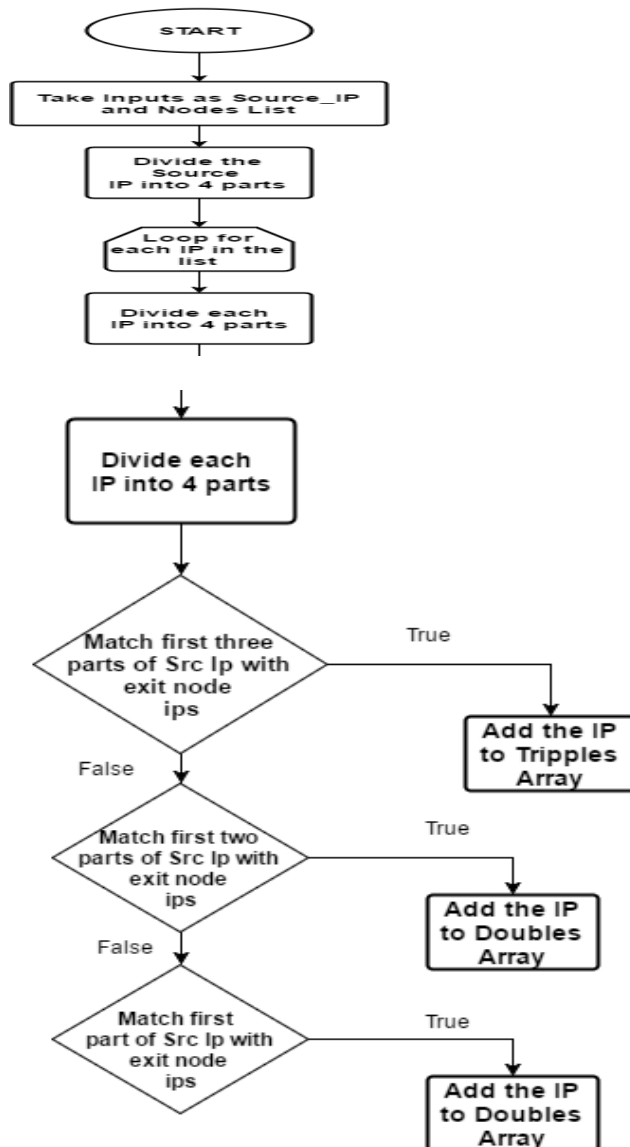 START
Take Inputs as Source_IP
and Nodes List
Divide the
Source
IP into 4 parts
Loop for
each IP in the
list
Divide each
IP into 4 parts
Divide each
IP into 4 parts
Match first three
parts of Src Ip with
exit node
ips
True
Add the IP
to Tripples
Array
False
Match first two
parts of Src Ip with
exit node
ips
True
Add the IP
to Doubles
Array
False
Match first
part of Src Ip with
exit node
ips
True
Add the IP
to Doubles
Array